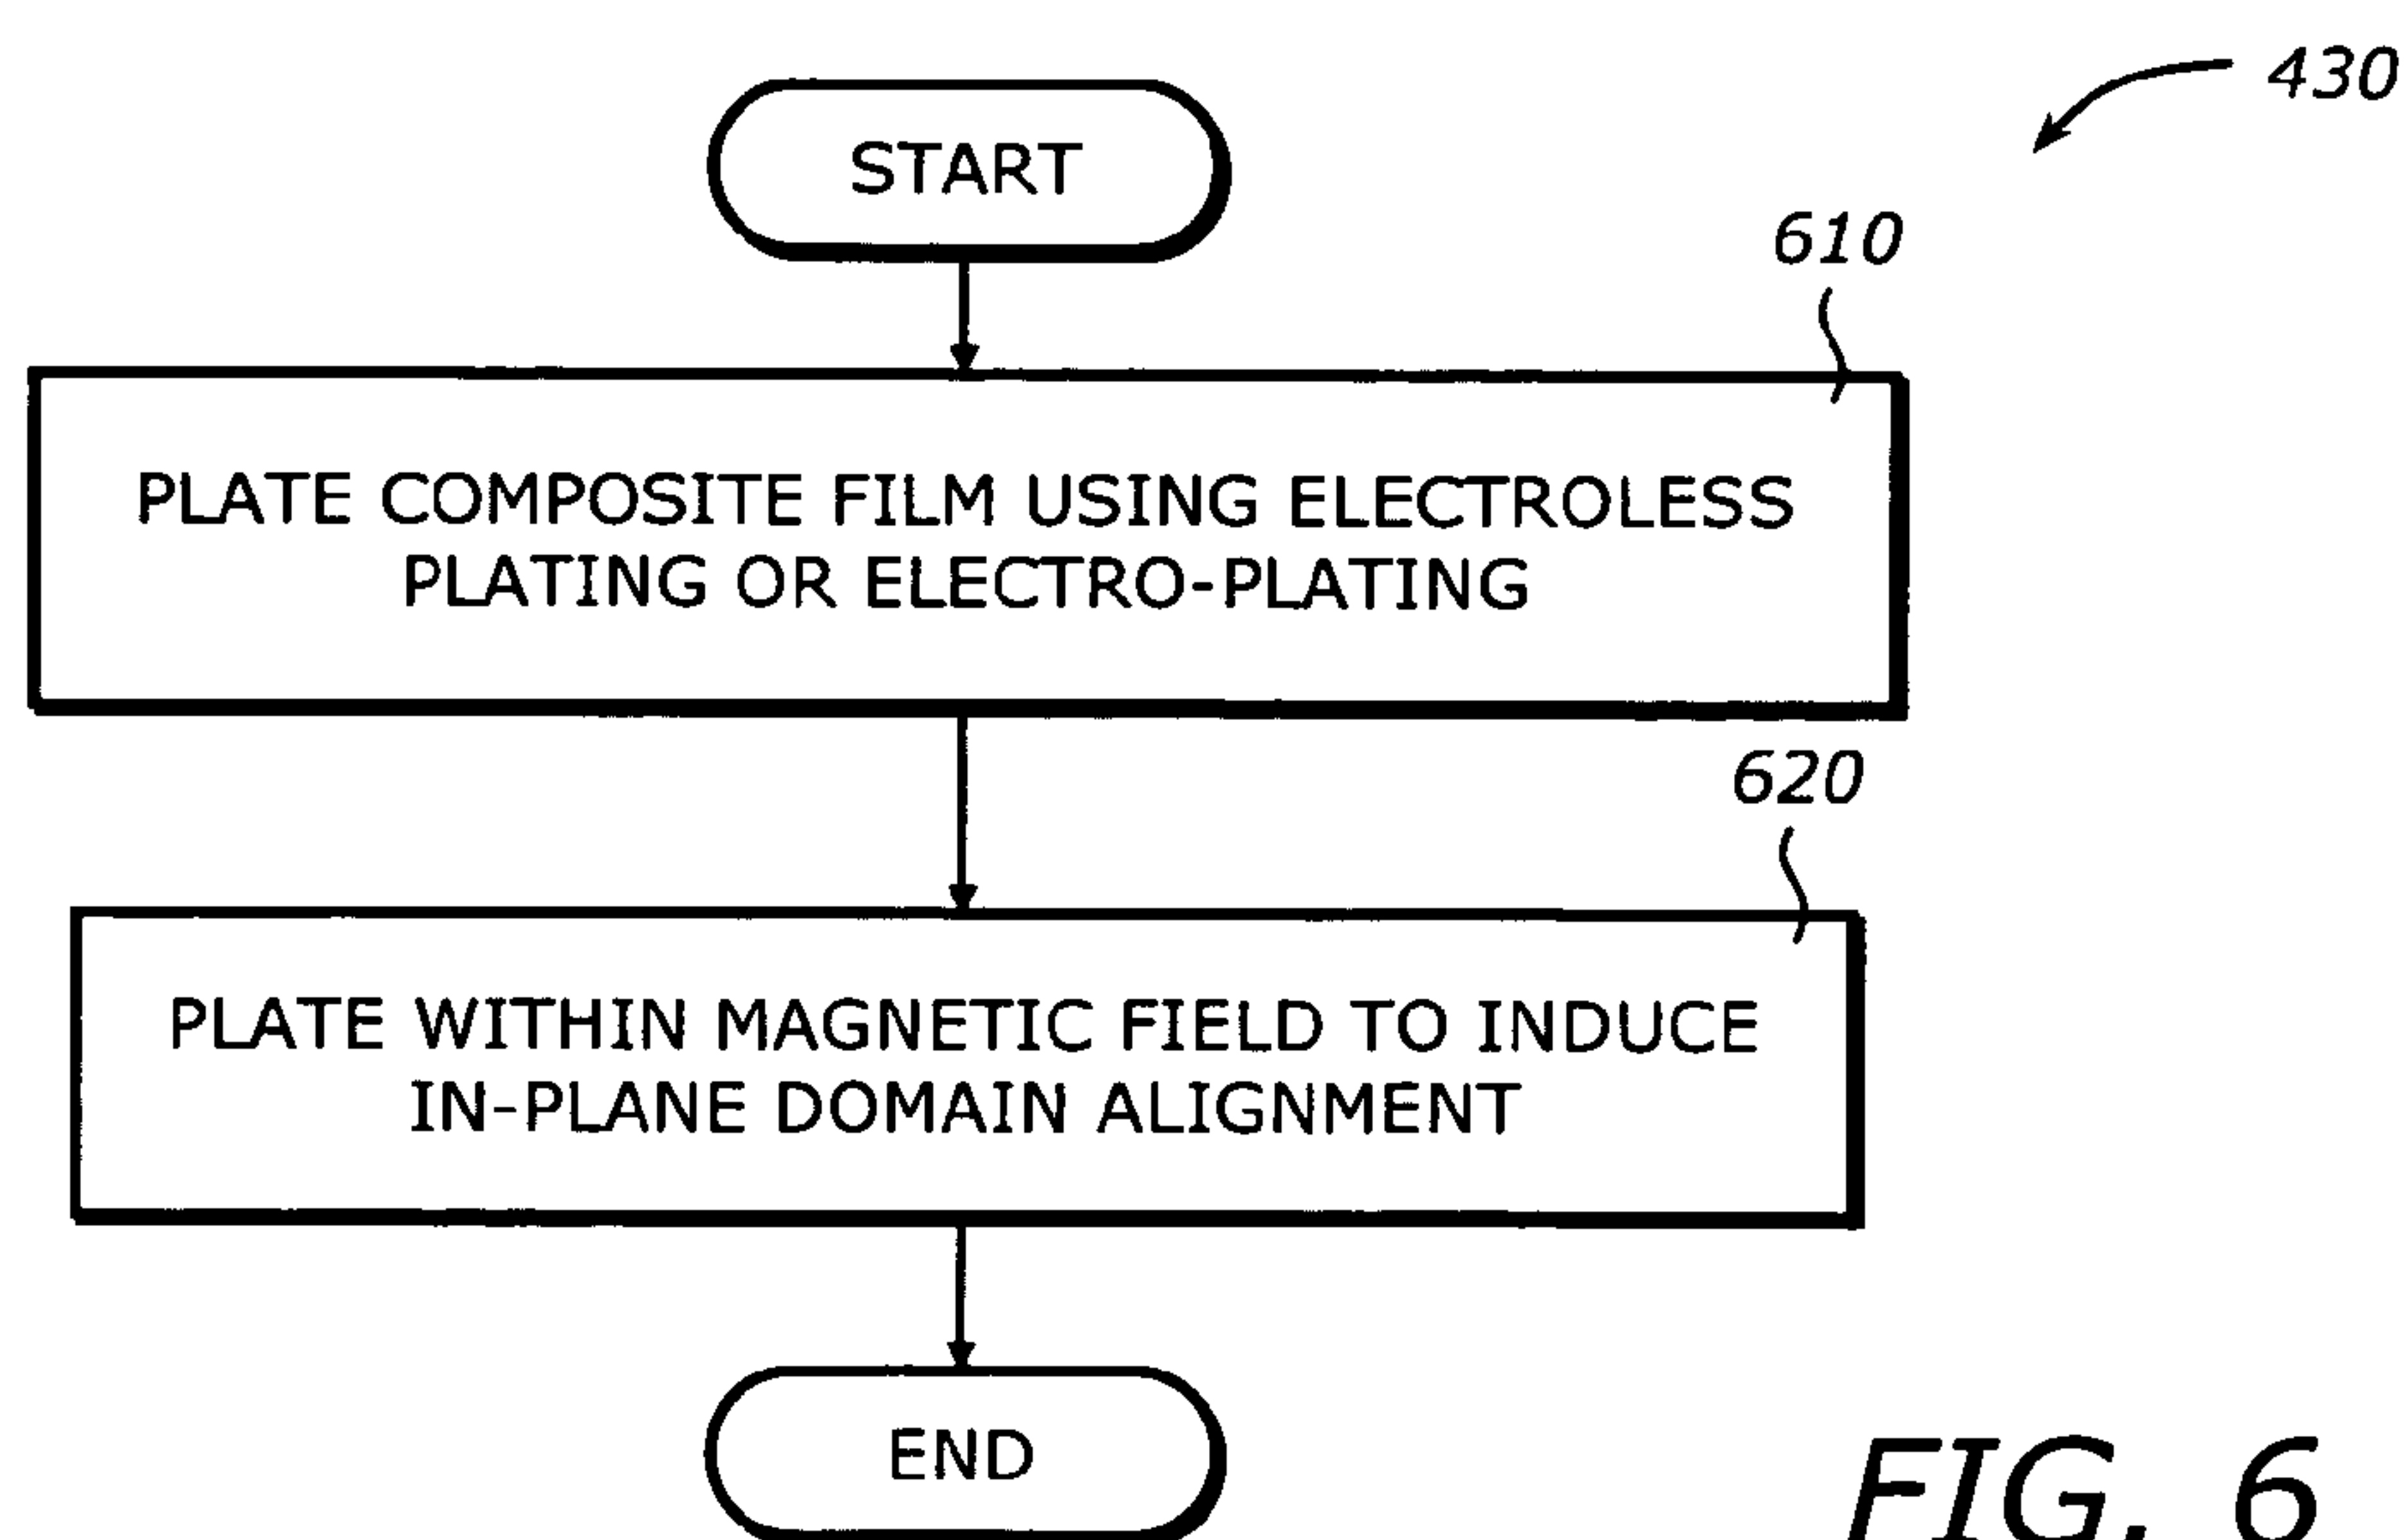 430
START
610
PLATE COMPOSITE FILM USING ELECTROLESS
PLATING OR ELECTRO-PLATING
620
PLATE WITHIN MAGNETIC FIELD TO INDUCE
IN-PLANE DOMAIN ALIGNMENT
END
FIG. 6